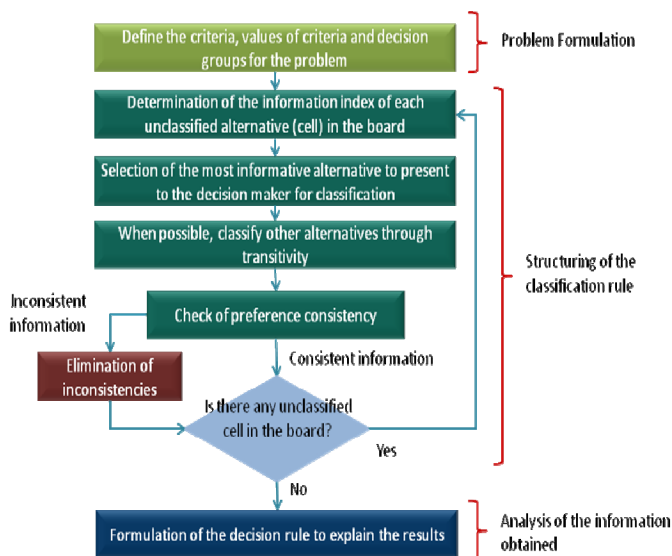 Define the criteria, values of criteria and decision
groups for the problem
Problem Formulation
Determination of the information index of each
unclassified alternative (cell) in the board
Selection of the most informative alternative to present
to the decision maker for classification
When possible, classify other alternatives through
transitivity
Structuring of the
classification rule
Inconsistent
information
Check of preference consistency
Consistent information
Elimination of
inconsistencies
Is there any unclassified
cell in the board?
Yes
No
Formulation of the decision rule to explain the results
Analysis of the information
obtained